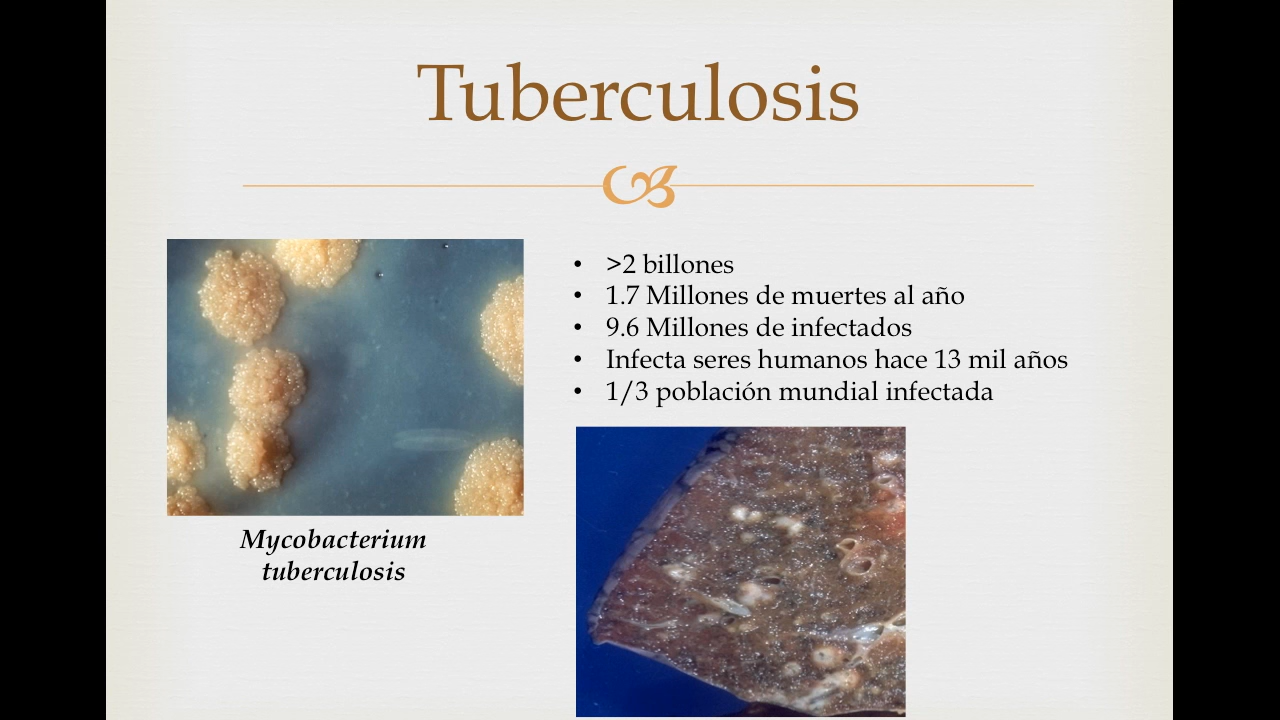 Tuberculosis
• >2 billones
• 1.7 Millones de muertes al año
• 9.6 Millones de infectados
• Infecta seres humanos hace 13 mil años
• 1/3 población mundial infectada
Mycobacterium
tuberculosis